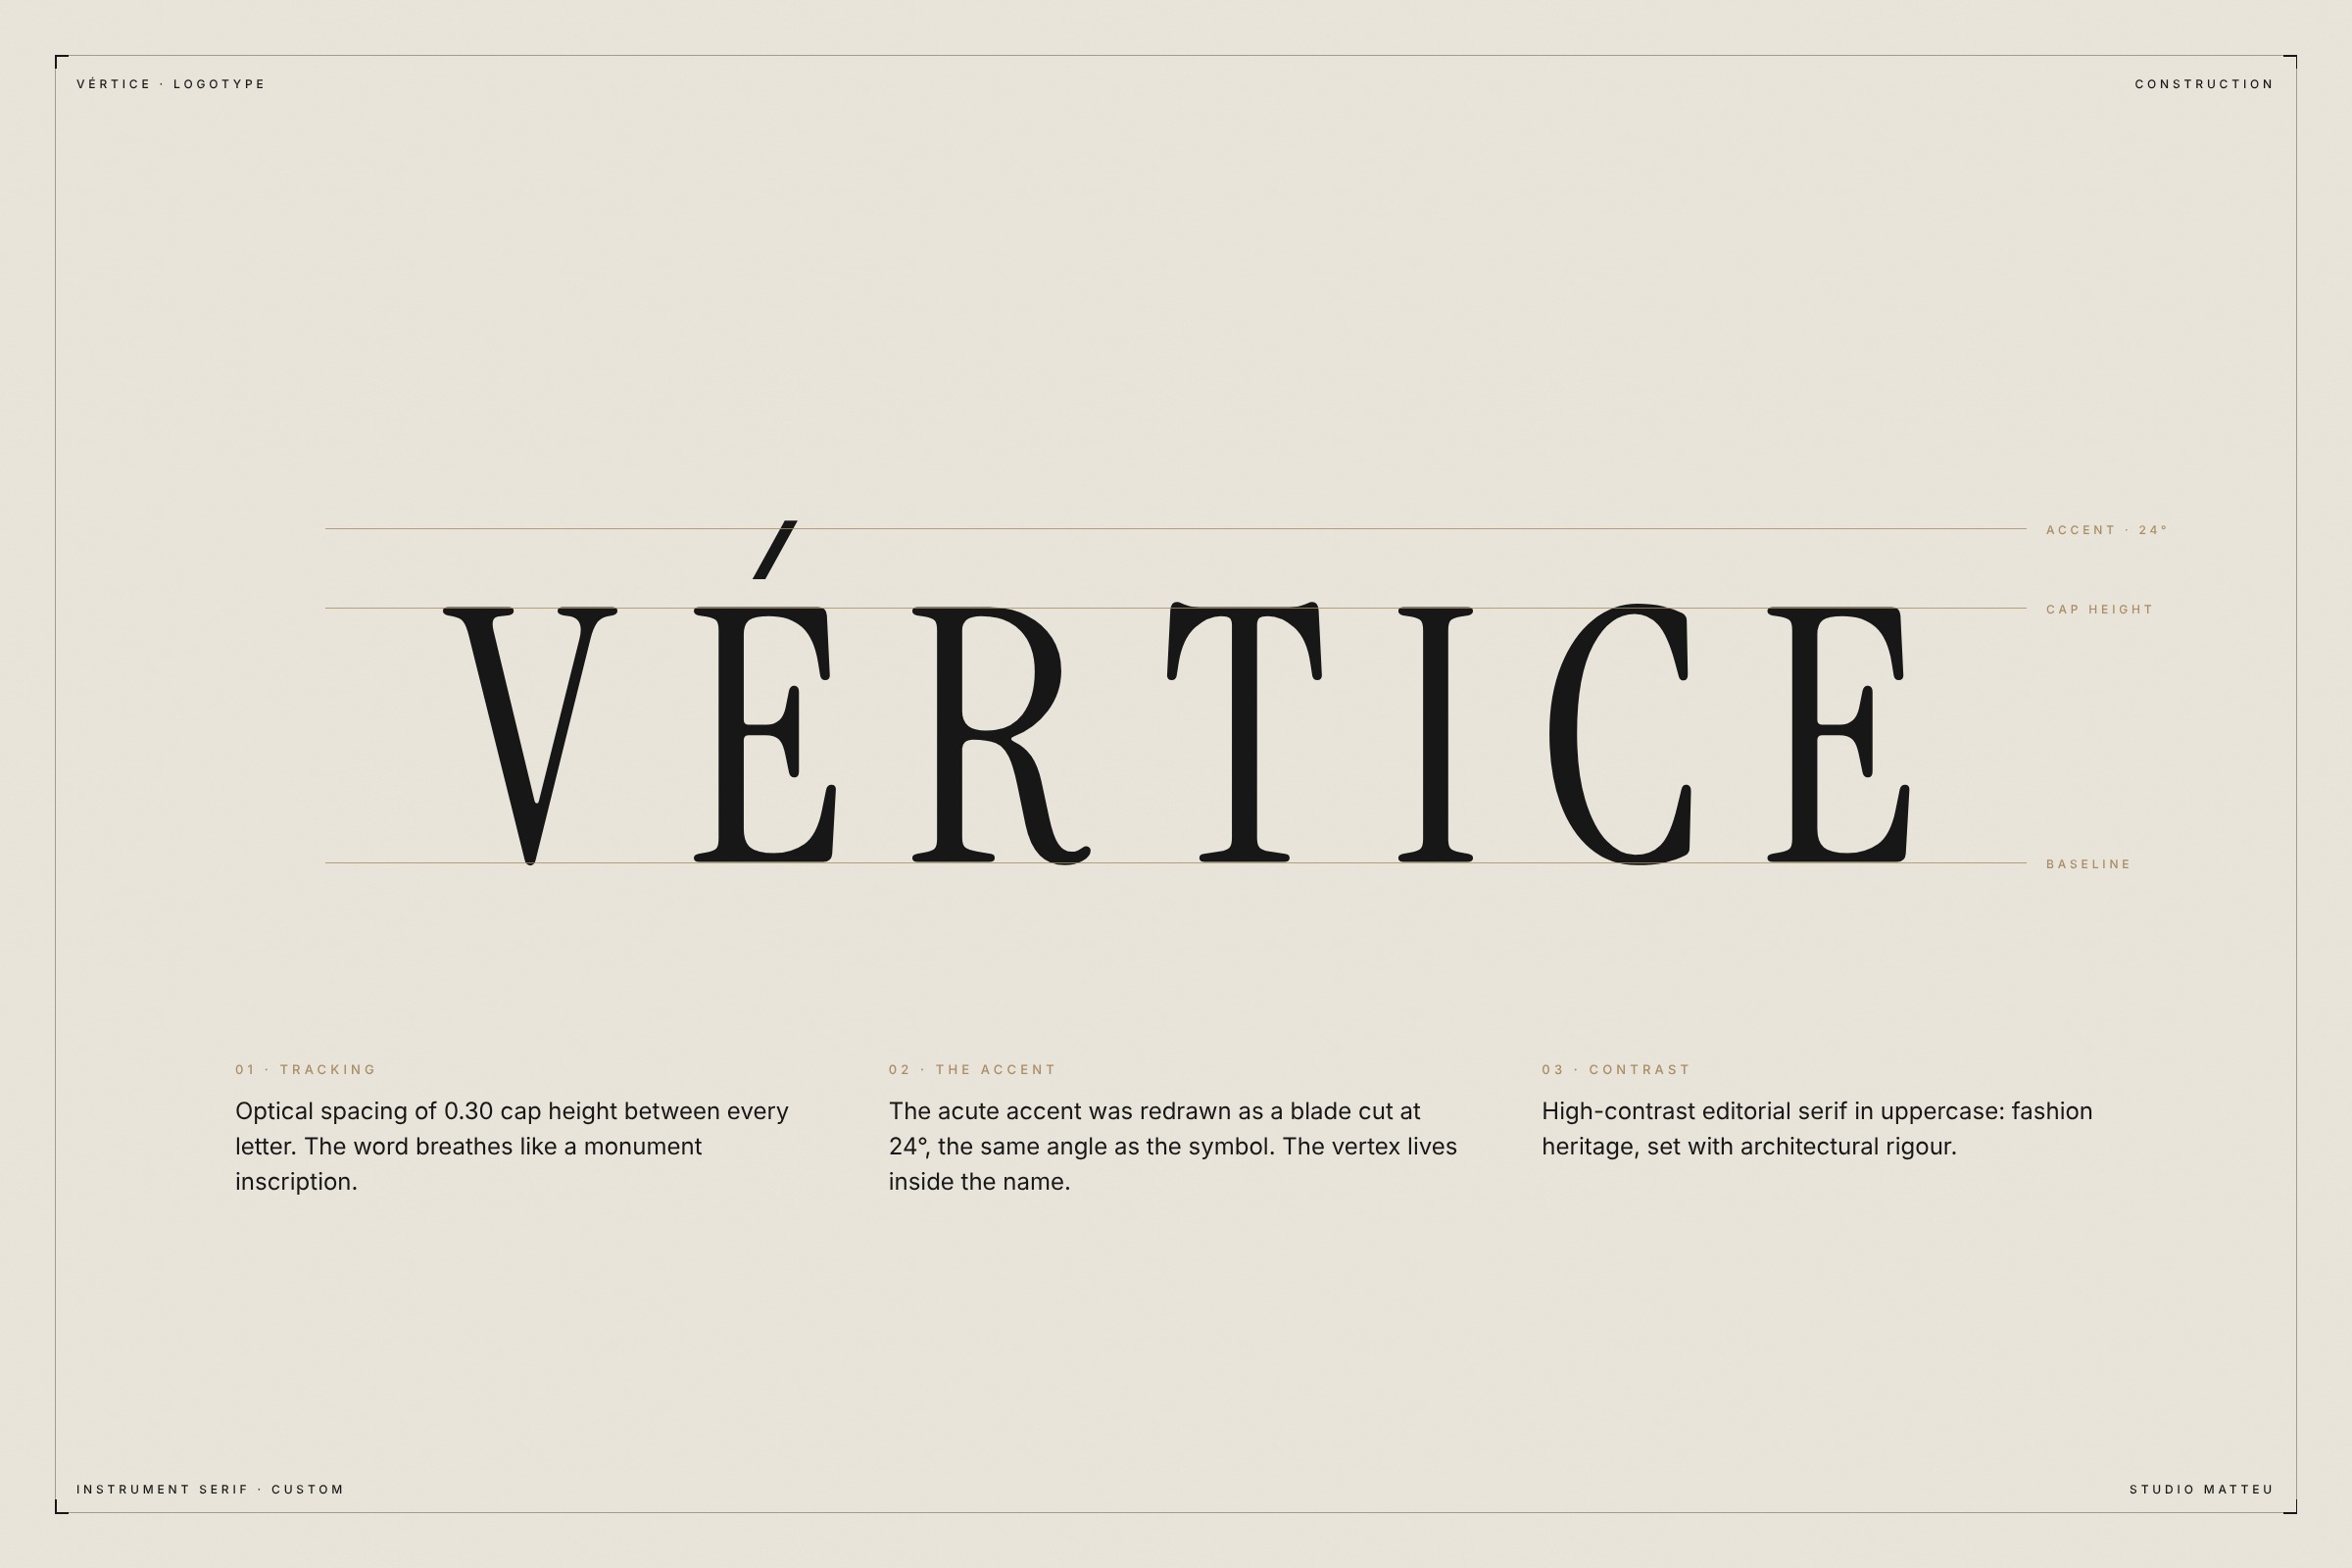 VÉRTICE · LOGOTYPE
CONSTRUCTION
ACCENT · 24°
CAP HEIGHT
VÉRTICE
BASELINE
01 · TRACKING
Optical spacing of 0.30 cap height between every
letter. The word breathes like a monument
inscription.
02 · THE ACCENT
The acute accent was redrawn as a blade cut at
24°, the same angle as the symbol. The vertex lives
inside the name.
03 · CONTRAST
High-contrast editorial serif in uppercase: fashion
heritage, set with architectural rigour.
INSTRUMENT SERIF · CUSTOM
STUDIO MATTEU